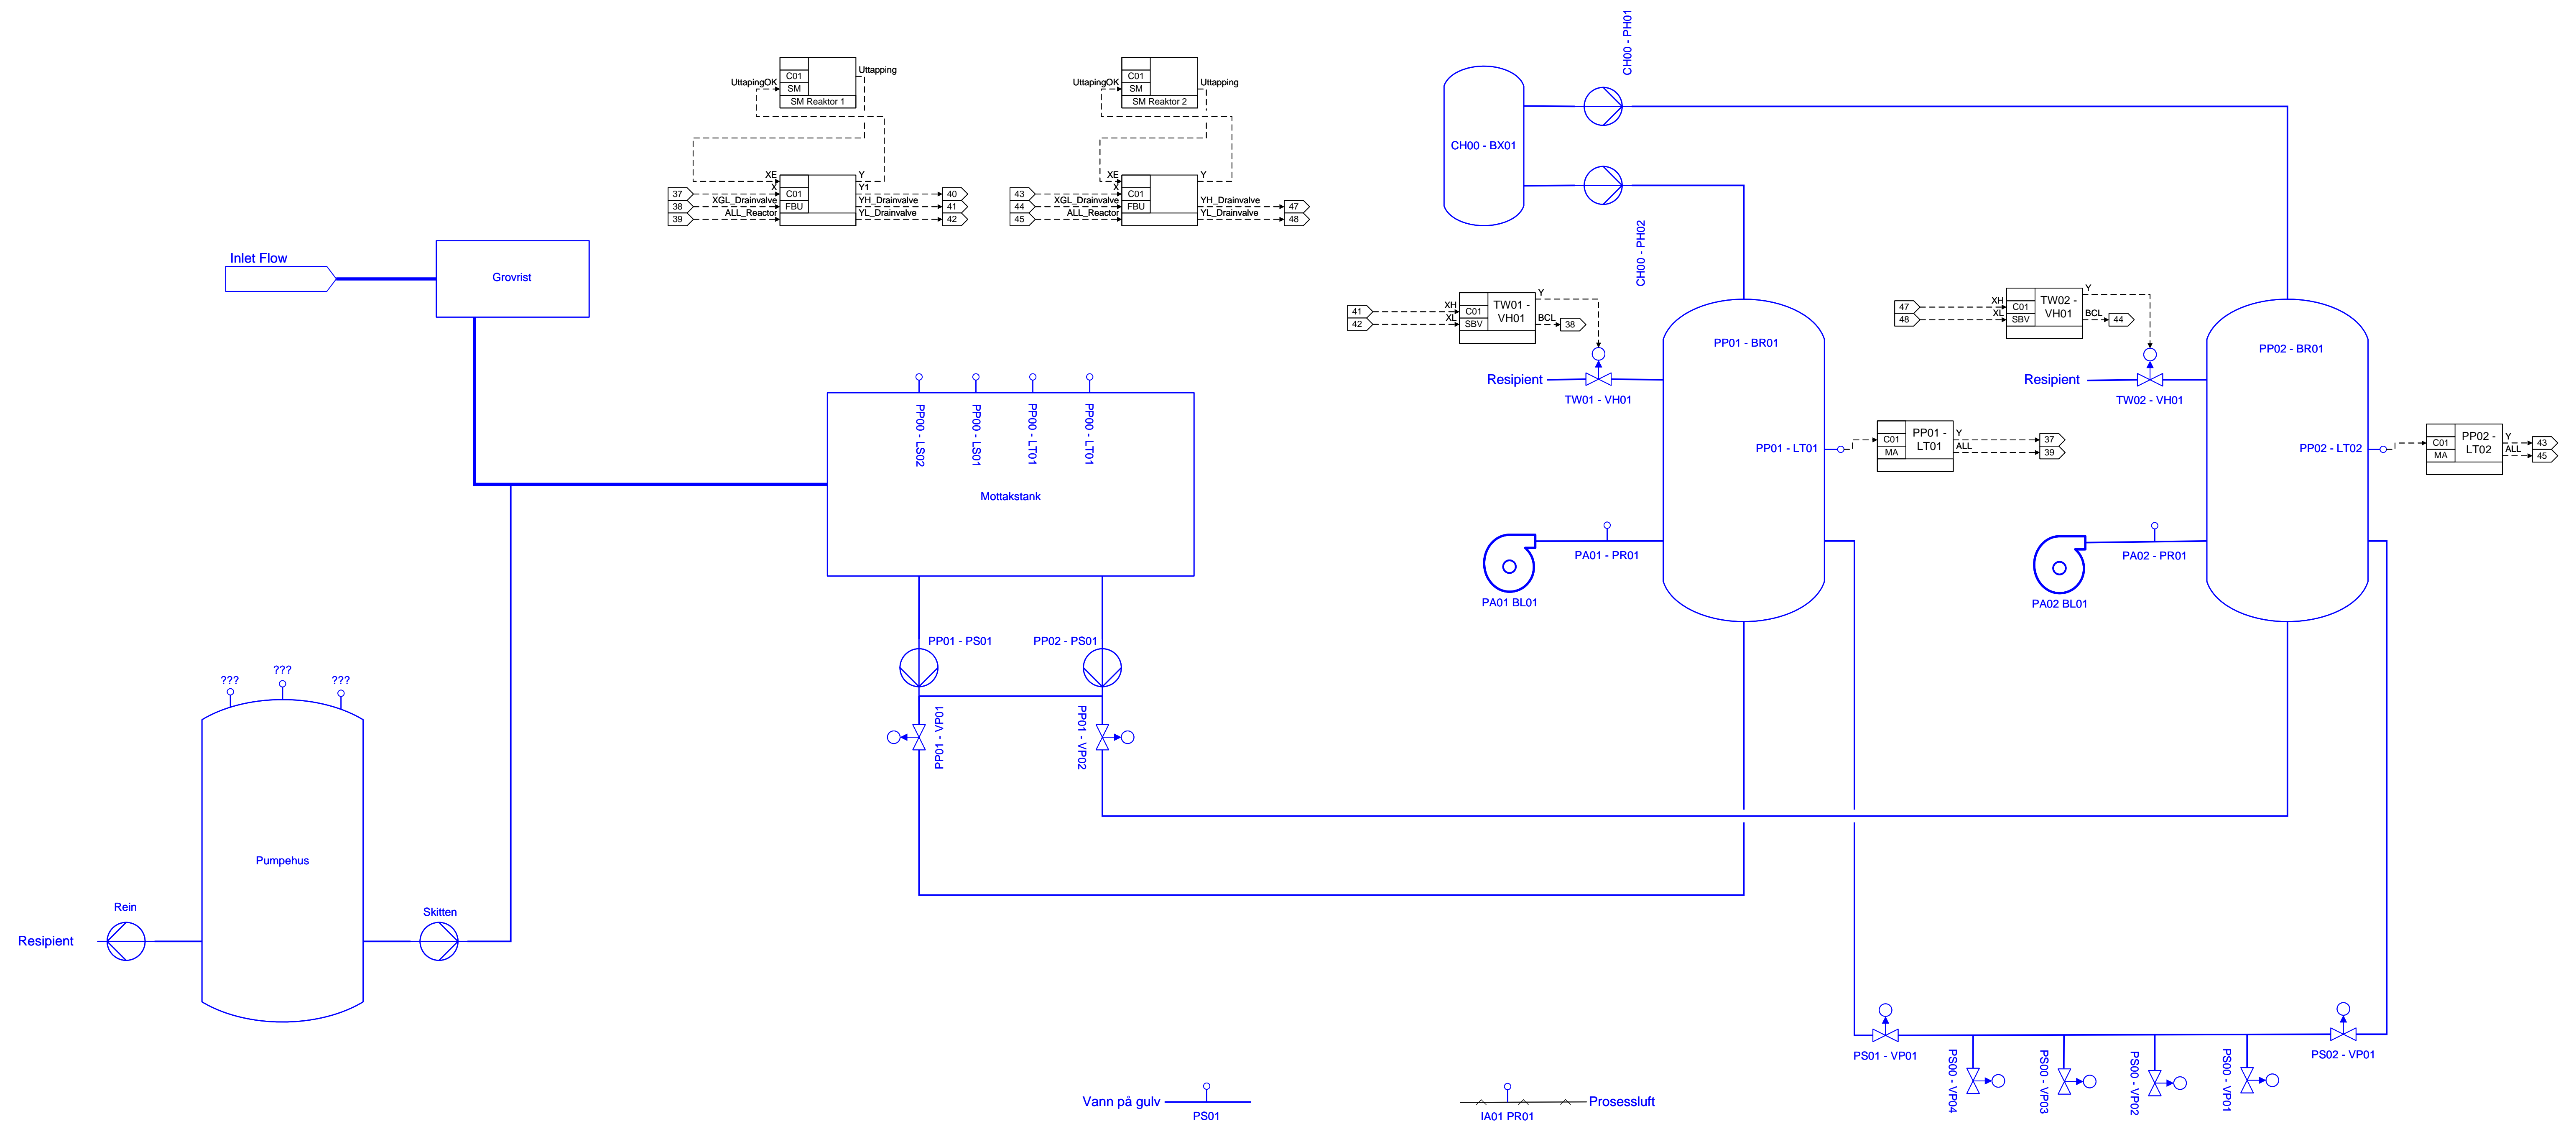 CH00 - PH01
C01
SM
SM Reaktor 1
UttapingOK
Uttapping
C01
SM
SM Reaktor 2
UttapingOK
Uttapping
CH00 - BX01
XE
X
XGL_Drainvalve
ALL_Reactor
37
38
39
C01
FBU
Y
Y1
YH_Drainvalve
YL_Drainvalve
40
41
42
XE
X
XGL_Drainvalve
ALL_Reactor
43
44
45
C01
FBU
Y
YH_Drainvalve
YL_Drainvalve
47
48
CH00 - PH02
Inlet Flow
Grovrist
41
42
XH
XL
C01
SBV
TW01 -
VH01
Y
BCL
38
47
48
XH
XL
C01
SBV
TW02 -
VH01
Y
BCL
44
PP01 - BR01
PP02 - BR01
Resipient
TW01 - VH01
Resipient
TW02 - VH01
PP00 - LS02
PP00 - LS01
PP00 - LT01
PP00 - LT01
Mottakstank
PP01 - LT01
C01
MA
PP01 -
LT01
Y
ALL
37
39
PP02 - LT02
C01
MA
PP02 -
LT02
Y
ALL
43
45
PA01 - PR01
PA01 BL01
PA02 - PR01
PA02 BL01
PP01 - PS01
PP02 - PS01
PP01 - VP01
PP01 - VP02
???
???
???
Pumpehus
Rein
Skitten
Resipient
PS01 - VP01
PS00 - VP04
PS00 - VP03
PS00 - VP02
PS00 - VP01
PS02 - VP01
Vann på gulv
PS01
Prosessluft
IA01 PR01